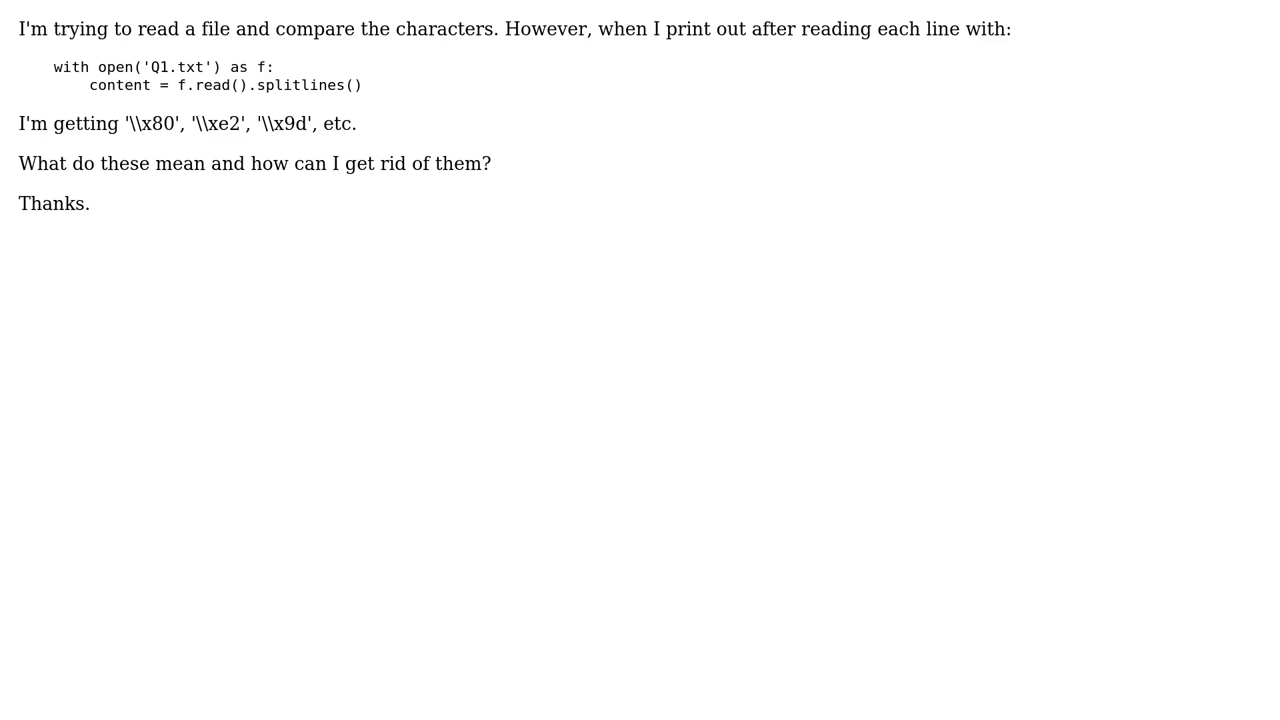 I'm trying to read a file and compare the characters. However, when I print out after reading each line with:
with open('Q1.txt') as f:
    content = f.read().splitlines()
I'm getting '\\x80', '\\xe2', '\\x9d', etc.
What do these mean and how can I get rid of them?
Thanks.